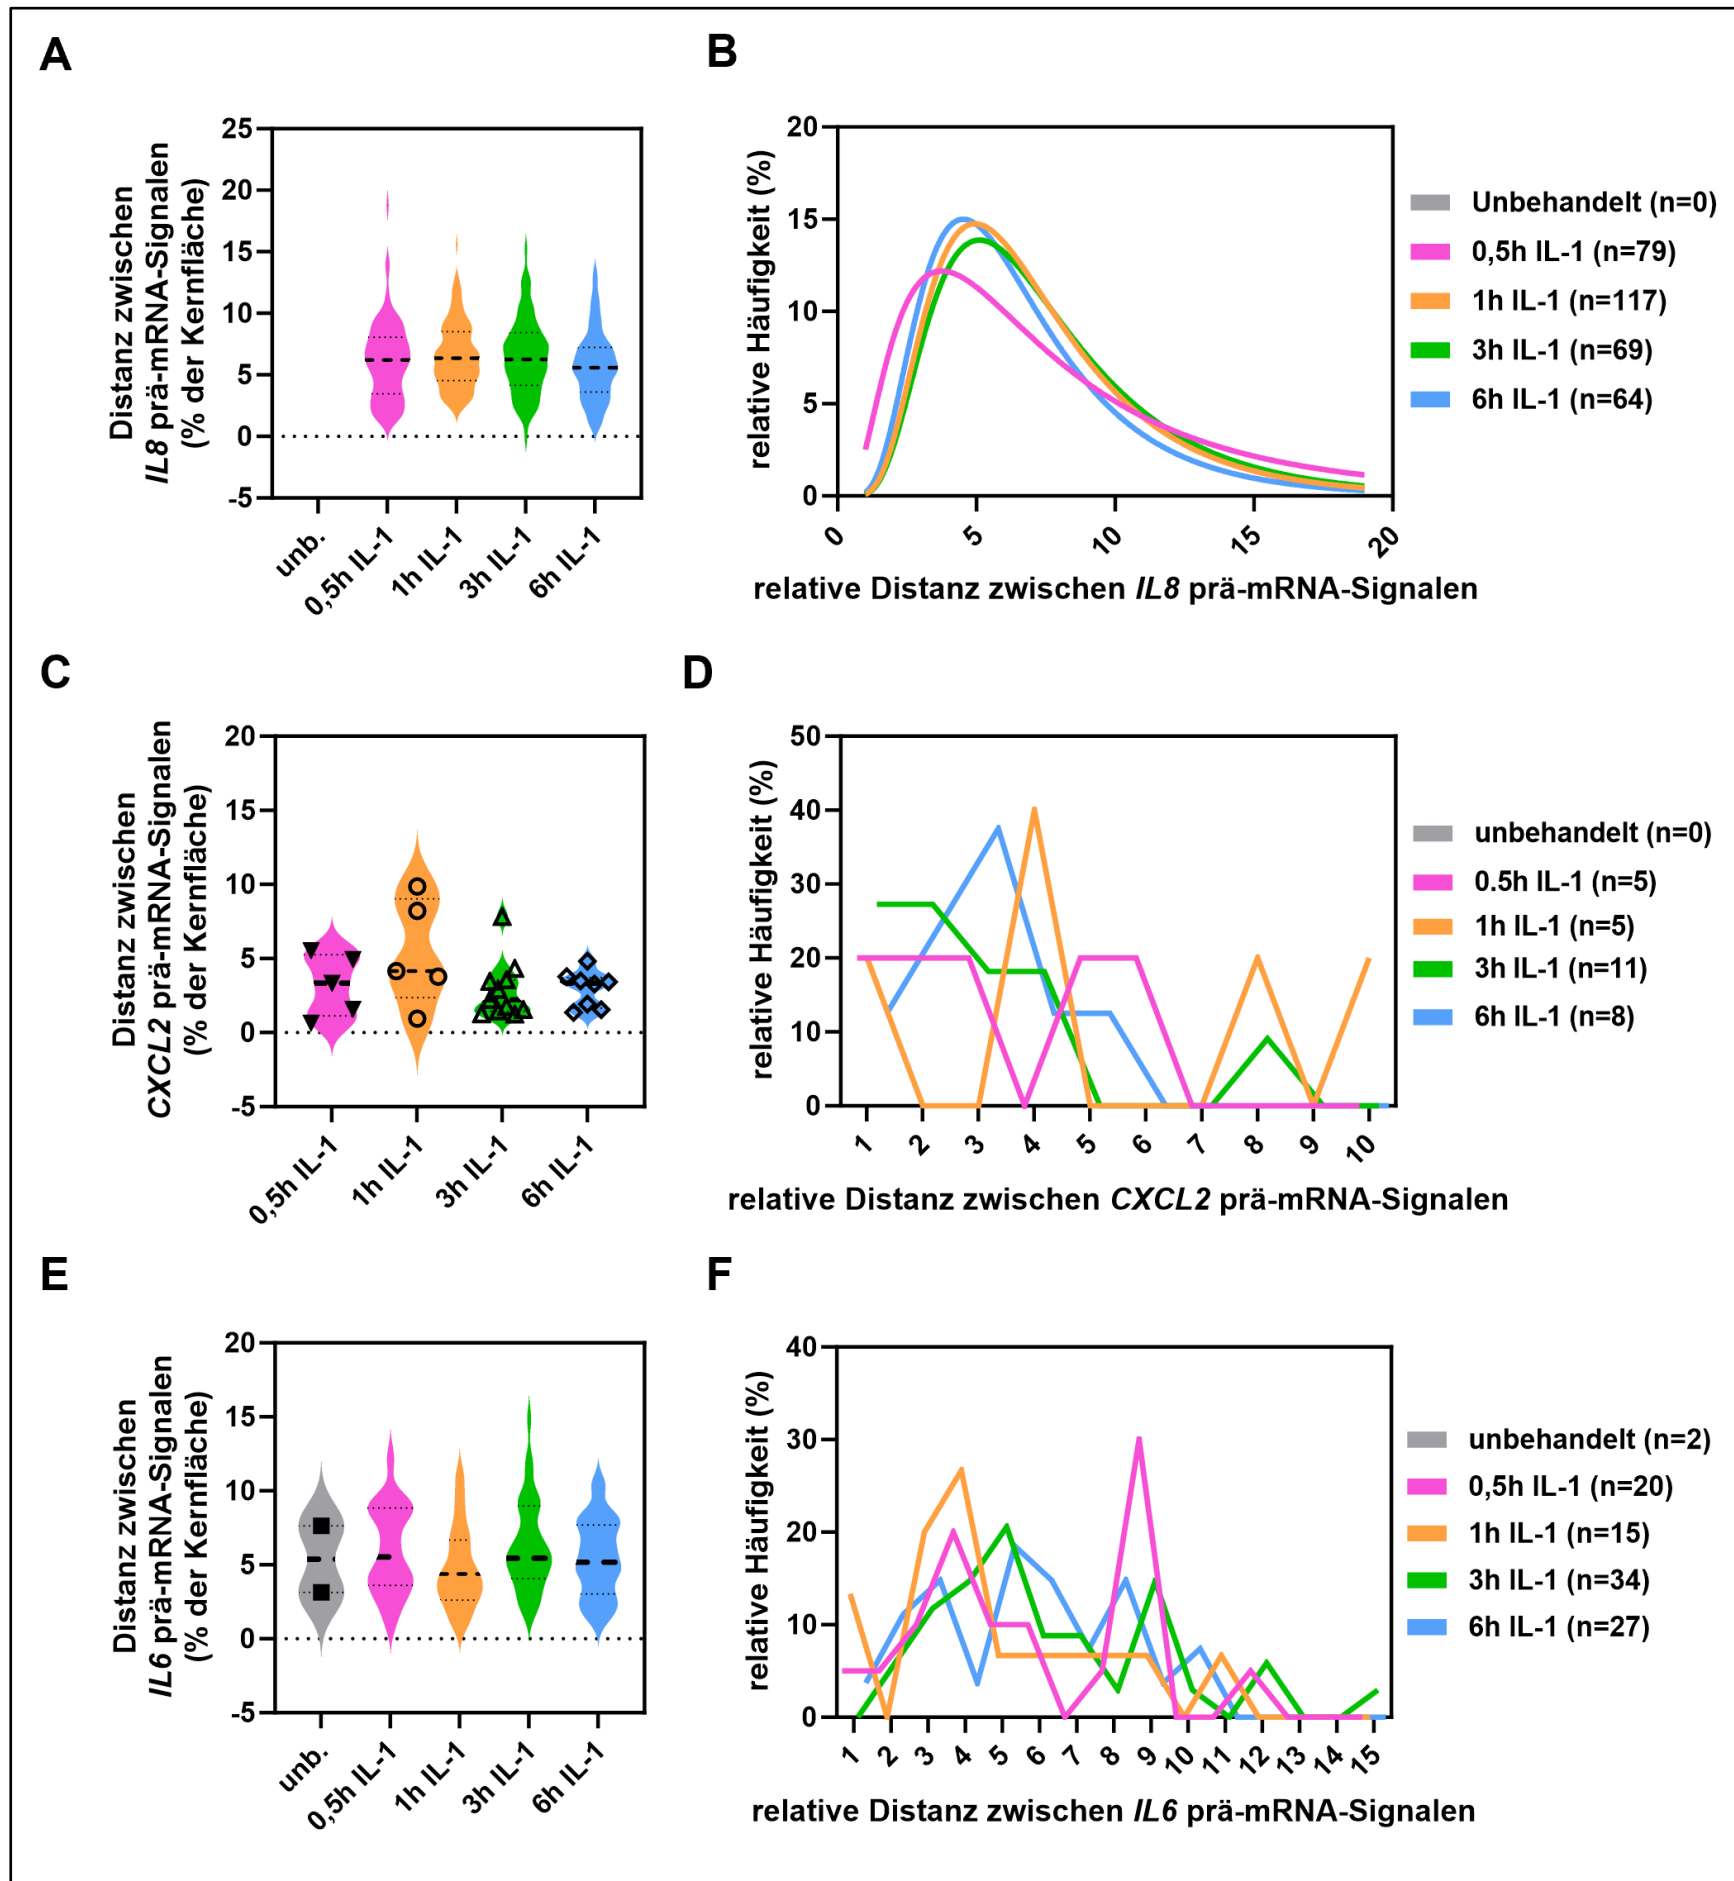 A
Distanz zwischen
IL8 prä-mRNA-Signalen
(% der Kernfläche)
25
20
15
10
5
0
-5
unb.
0,5h IL-1
1h IL-1
3h IL-1
6h IL-1
B
relative Häufigkeit (%)
20
15
10
5
0
0
5
10
15
20
relative Distanz zwischen IL8 prä-mRNA-Signalen
Unbehandelt (n=0)
0,5h IL-1 (n=79)
1h IL-1 (n=117)
3h IL-1 (n=69)
6h IL-1 (n=64)
C
Distanz zwischen
CXCL2 prä-mRNA-Signalen
(% der Kernfläche)
20
15
10
5
0
-5
0,5h IL-1
1h IL-1
3h IL-1
6h IL-1
D
relative Häufigkeit (%)
50
40
30
20
10
0
1
2
3
4
5
6
7
8
9
10
relative Distanz zwischen CXCL2 prä-mRNA-Signalen
unbehandelt (n=0)
0.5h IL-1 (n=5)
1h IL-1 (n=5)
3h IL-1 (n=11)
6h IL-1 (n=8)
E
Distanz zwischen
IL6 prä-mRNA-Signalen
(% der Kernfläche)
20
15
10
5
0
-5
unb.
0,5h IL-1
1h IL-1
3h IL-1
6h IL-1
F
relative Häufigkeit (%)
40
30
20
10
0
1
2
3
4
5
6
7
8
9
10
11
12
13
14
15
relative Distanz zwischen IL6 prä-mRNA-Signalen
unbehandelt (n=2)
0,5h IL-1 (n=20)
1h IL-1 (n=15)
3h IL-1 (n=34)
6h IL-1 (n=27)